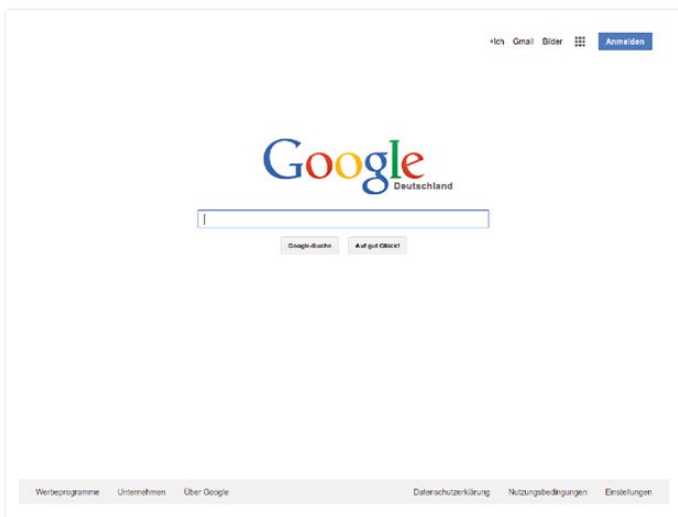 +Ich Gmail Bilder Anmelden
Google
Deutschland
Google-Suche Auf gut Glück!
Werbeprogramme Unternehmen Über Google Datenschutzerklärung Nutzungsbedingungen Einstellungen